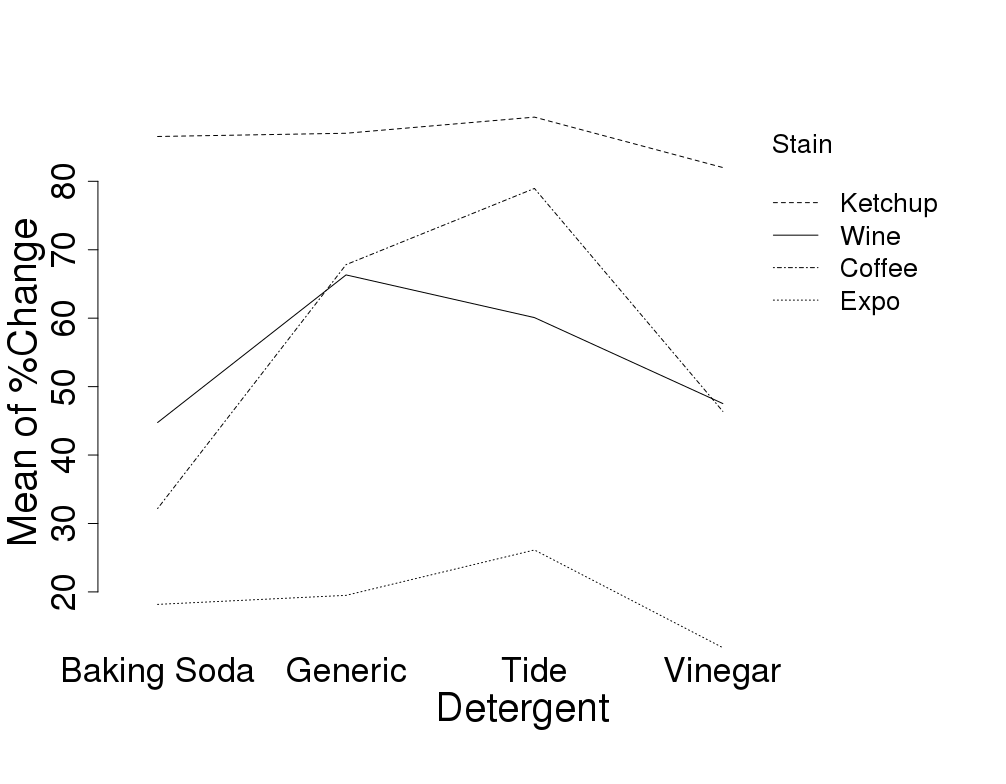 Mean of %Change
80
70
60
50
40
30
20
Baking Soda Generic Tide Vinegar
Detergent
Stain
Ketchup
Wine
Coffee
Expo